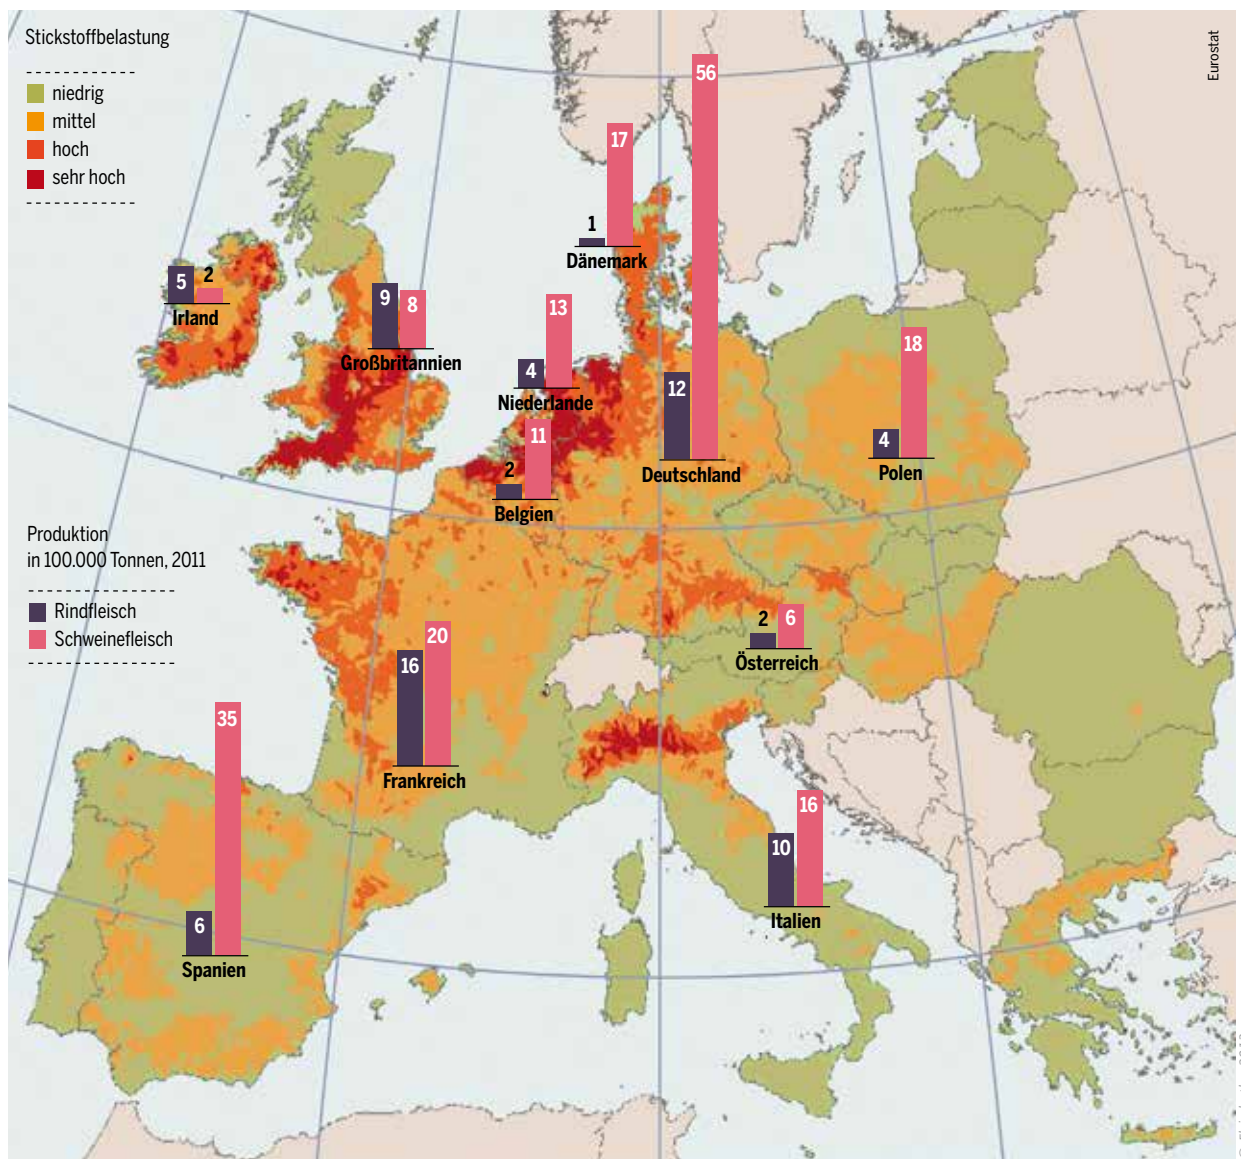 Stickstoffbelastung
niedrig
mittel
hoch
sehr hoch
Eurostat
56
17
1
Dänemark
5
2
Irland
9
8
Großbritannien
13
4
Niederlande
12
Deutschland
18
4
Polen
11
2
Belgien
Produktion
in 100.000 Tonnen, 2011
Rindfleisch
Schweinefleisch
2
6
Österreich
16
20
Frankreich
35
6
Spanien
10
16
Italien